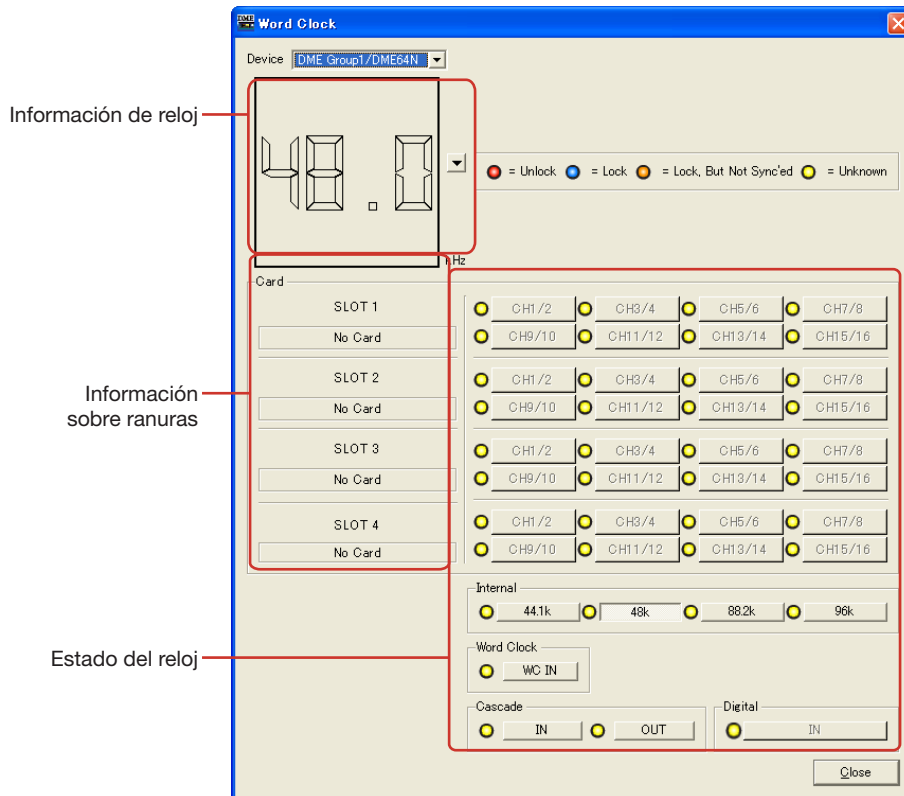 Word Clock
Device DME Group1/DME64N
Información de reloj
48.0
= Unlock = Lock = Lock, But Not Sync'ed = Unknown
kHz
Card
SLOT 1
CH1/2 CH3/4 CH5/6 CH7/8
No Card
CH9/10 CH11/12 CH13/14 CH15/16
Información
sobre ranuras
SLOT 2
CH1/2 CH3/4 CH5/6 CH7/8
No Card
CH9/10 CH11/12 CH13/14 CH15/16
SLOT 3
CH1/2 CH3/4 CH5/6 CH7/8
No Card
CH9/10 CH11/12 CH13/14 CH15/16
SLOT 4
CH1/2 CH3/4 CH5/6 CH7/8
No Card
CH9/10 CH11/12 CH13/14 CH15/16
Internal
44.1k 48k 88.2k 96k
Estado del reloj
Word Clock
WC IN
Cascade
IN OUT
Digital
IN
Close